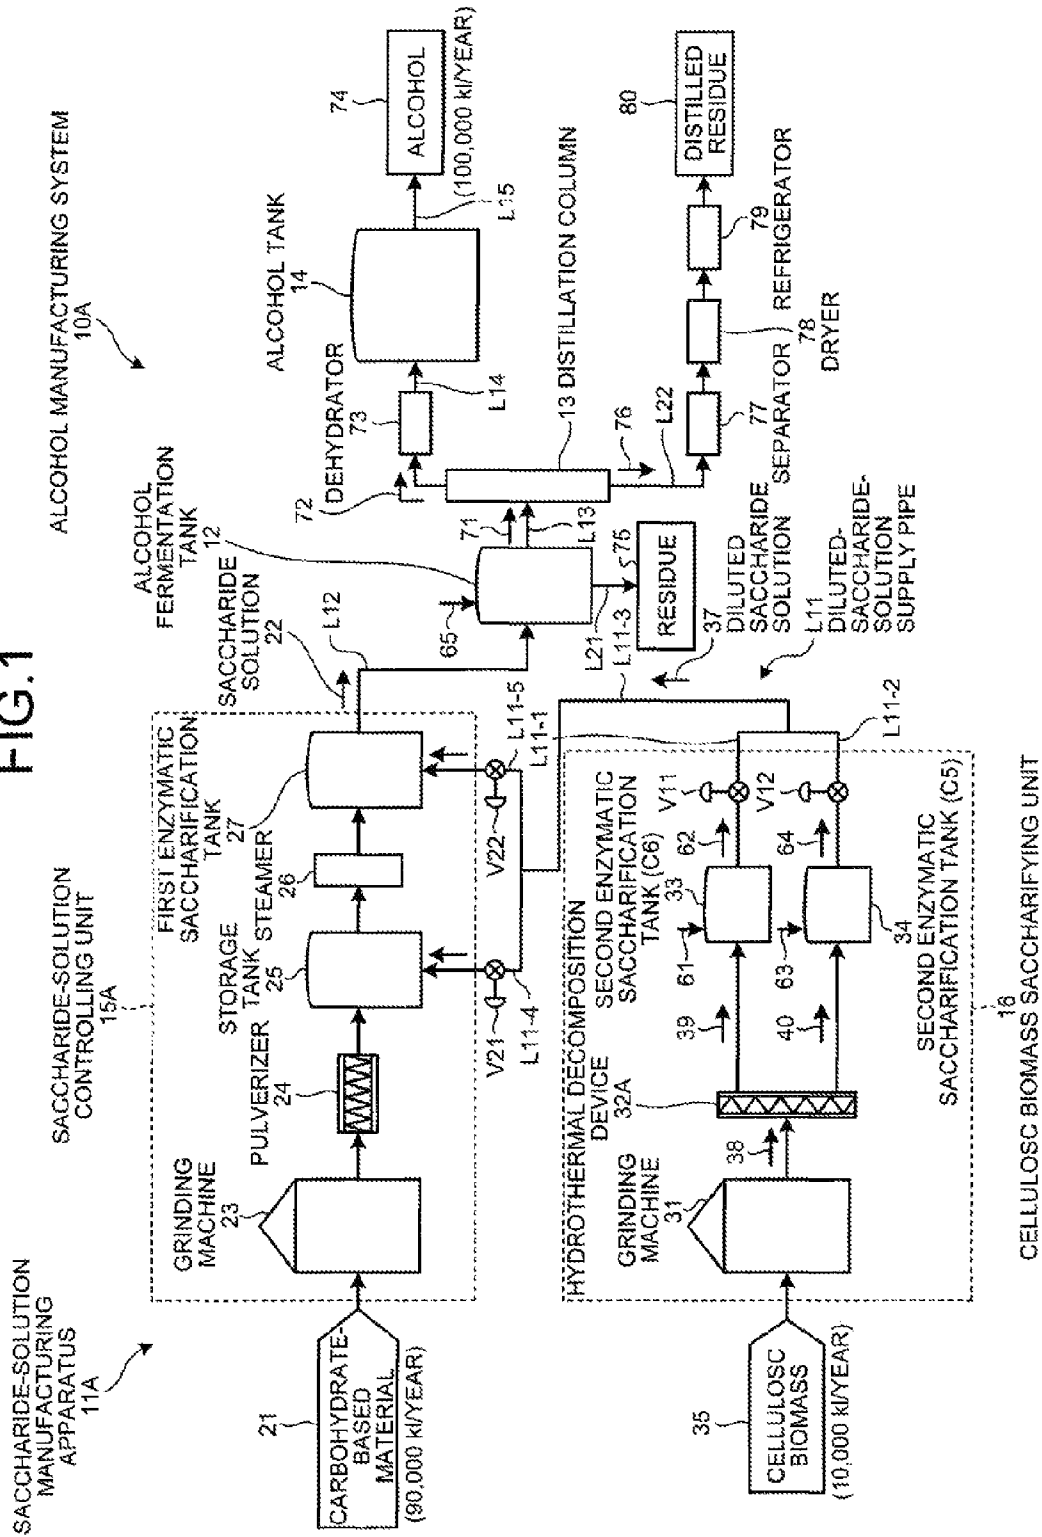 FIG.1
ALCOHOL MANUFACTURING SYSTEM
10A
SACCHARIDE-SOLUTION
MANUFACTURING
APPARATUS
11A
SACCHARIDE-SOLUTION
CONTROLLING UNIT
15A
21
CARBOHYDRATE-
BASED
MATERIAL
(90,000 kl/YEAR)
GRINDING
MACHINE
23
PULVERIZER
24
STORAGE
TANK
25
STEAMER
26
FIRST ENZYMATIC
SACCHARIFICATION
TANK
27
SACCHARIDE
SOLUTION
22
L12
ALCOHOL
FERMENTATION
TANK
12
65
71
L13
72
DEHYDRATOR
73
L14
ALCOHOL TANK
14
L15
74
ALCOHOL
(100,000 kl/YEAR)
13 DISTILLATION COLUMN
76
L22
77
SEPARATOR
78
DRYER
79
REFRIGERATOR
80
DISTILLED
RESIDUE
L21
75
RESIDUE
V21
L11-4
V22
L11-5
L11-1
L11-3
37
DILUTED
SACCHARIDE
SOLUTION
L11
DILUTED-
SACCHARIDE-
SOLUTION
SUPPLY PIPE
L11-2
35
CELLULOSC
BIOMASS
(10,000 kl/YEAR)
GRINDING
MACHINE
31
38
HYDROTHERMAL DECOMPOSITION
DEVICE
32A
39
40
SECOND ENZYMATIC
SACCHARIFICATION
TANK (C6)
33
61
62
V11
63
64
V12
34
SECOND ENZYMATIC
SACCHARIFICATION TANK (C5)
16
CELLULOSC BIOMASS SACCHARIFYING UNIT